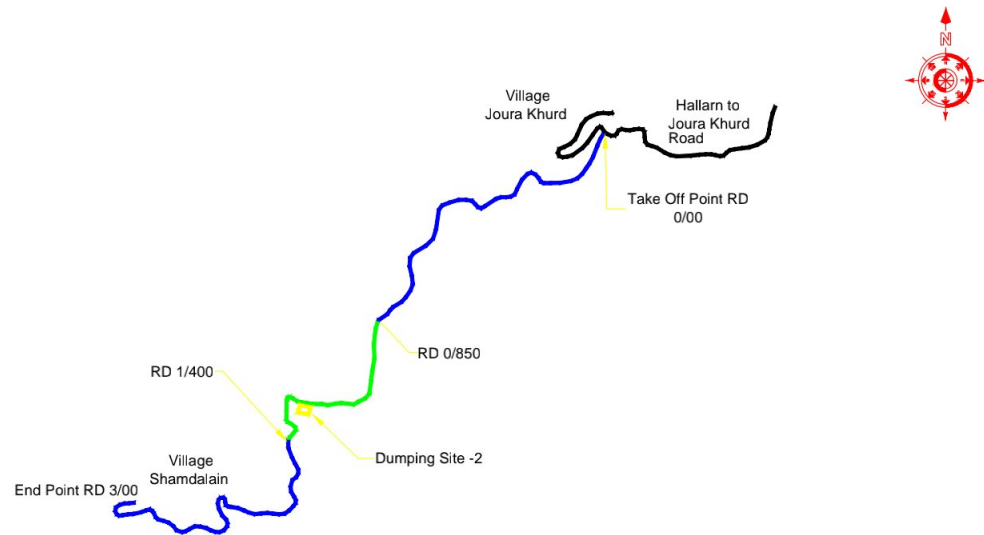 N
Village
Joura Khurd
Hallarn to
Joura Khurd
Road
Take Off Point RD
0/00
RD 0/850
RD 1/400
Dumping Site -2
Village
Shamdalain
End Point RD 3/00